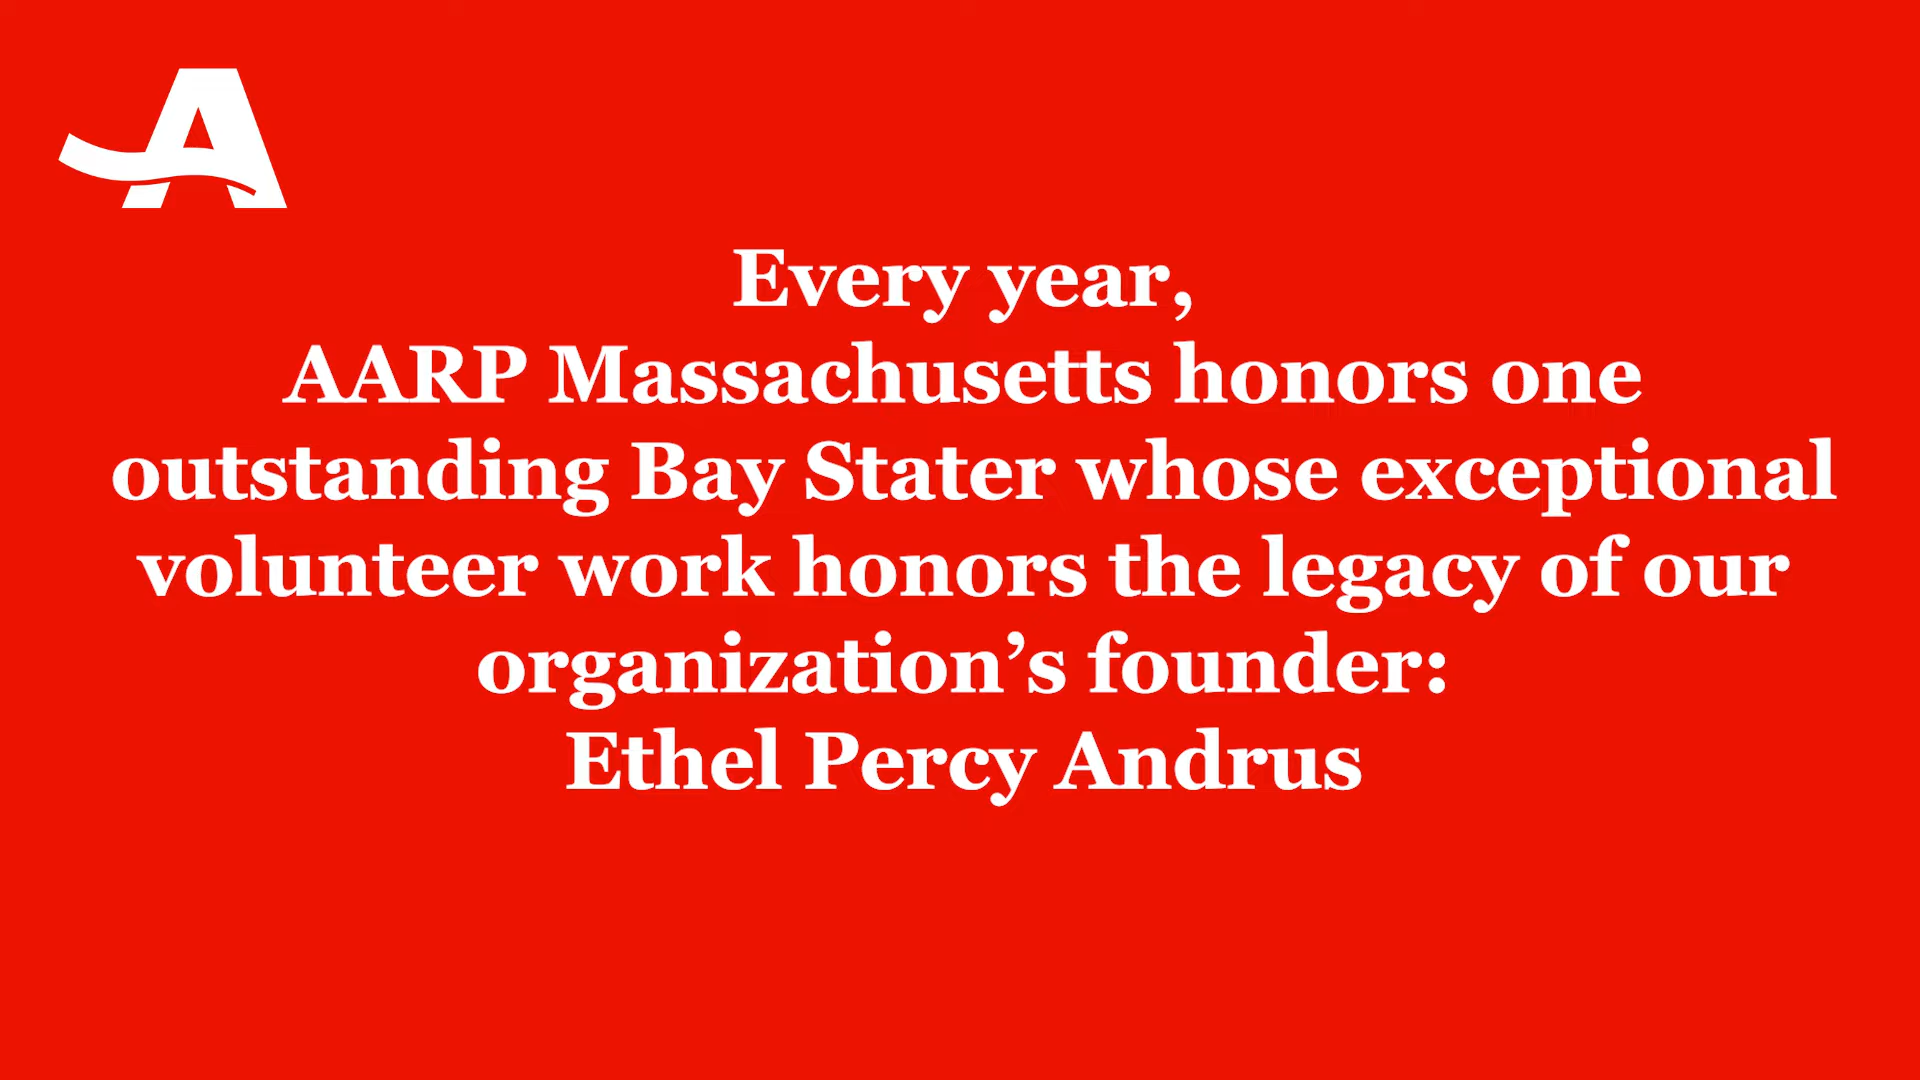 A
Every year,
AARP Massachusetts honors one
outstanding Bay Stater whose exceptional
volunteer work honors the legacy of our
organization’s founder:
Ethel Percy Andrus